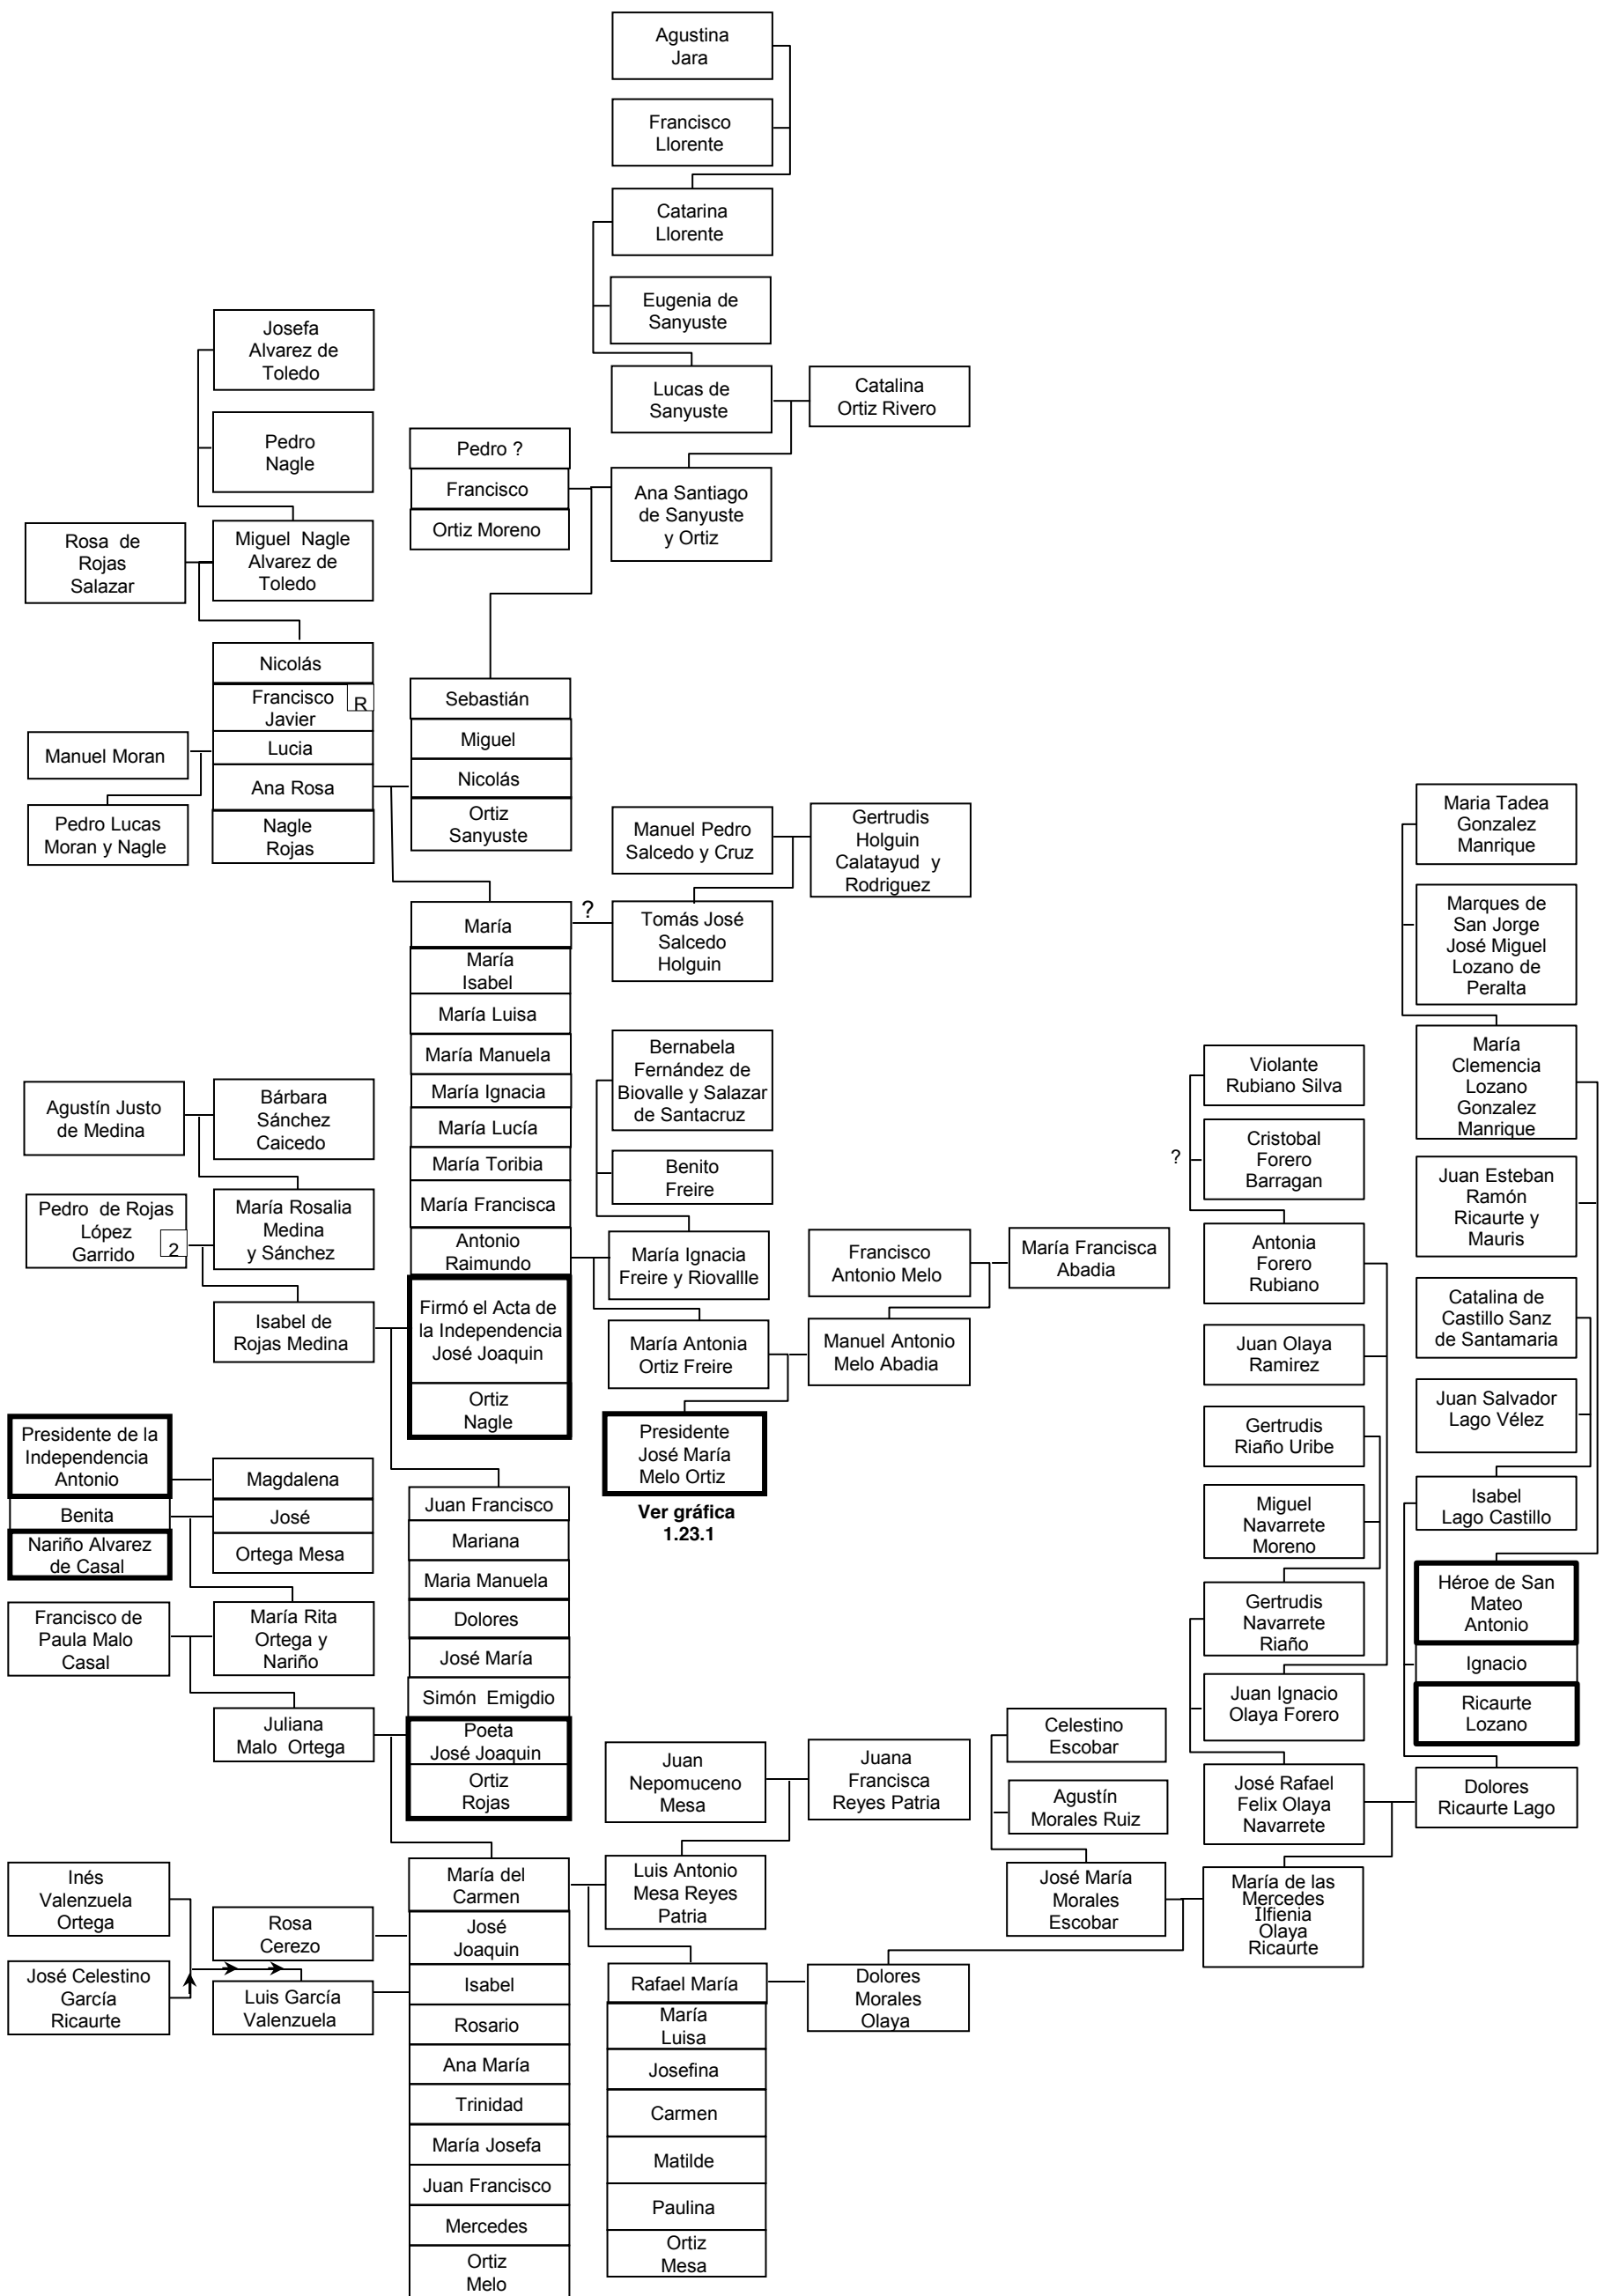 Agustina
Jara
Francisco
Llorente
Catarina
Llorente
Eugenia de
Sanyuste
Lucas de
Sanyuste
Catalina
Ortiz Rivero
Josefa
Alvarez de
Toledo
Pedro
Nagle
Rosa de
Rojas
Salazar
Miguel Nagle
Alvarez de
Toledo
Pedro ?
Francisco
Ortiz Moreno
Ana Santiago
de Sanyuste
y Ortiz
Nicolás
Francisco
Javier
R
Lucia
Ana Rosa
Nagle
Rojas
Manuel Moran
Pedro Lucas
Moran y Nagle
Sebastián
Miguel
Nicolás
Ortiz
Sanyuste
Manuel Pedro
Salcedo y Cruz
Gertrudis
Holguin
Calatayud y
Rodriguez
María
?
Tomás José
Salcedo
Holguin
María
Isabel
María Luisa
María Manuela
María Ignacia
María Lucía
María Toribia
María Francisca
Antonio
Raimundo
Firmó el Acta de
la Independencia
José Joaquin
Ortiz
Nagle
Bernabela
Fernández de
Biovalle y Salazar
de Santacruz
Benito
Freire
María Ignacia
Freire y Riovallle
Francisco
Antonio Melo
María Francisca
Abadia
María Antonia
Ortiz Freire
Manuel Antonio
Melo Abadia
Presidente
José María
Melo Ortiz
Ver gráfica
1.23.1
Agustín Justo
de Medina
Bárbara
Sánchez
Caicedo
Pedro de Rojas
López
Garrido
2
María Rosalia
Medina
y Sánchez
Isabel de
Rojas Medina
Presidente de la
Independencia
Antonio
Benita
Nariño Alvarez
de Casal
Magdalena
José
Ortega Mesa
Francisco de
Paula Malo
Casal
María Rita
Ortega y
Nariño
Juliana
Malo Ortega
Juan Francisco
Mariana
Maria Manuela
Dolores
José María
Simón Emigdio
Poeta
José Joaquin
Ortiz
Rojas
Maria Tadea
Gonzalez
Manrique
Marques de
San Jorge
José Miguel
Lozano de
Peralta
María
Clemencia
Lozano
Gonzalez
Manrique
Juan Esteban
Ramón
Ricaurte y
Mauris
Catalina de
Castillo Sanz
de Santamaria
Juan Salvador
Lago Vélez
Isabel
Lago Castillo
Héroe de San
Mateo
Antonio
Ignacio
Ricaurte
Lozano
Dolores
Ricaurte Lago
Violante
Rubiano Silva
?
Cristobal
Forero
Barragan
Antonia
Forero
Rubiano
Juan Olaya
Ramirez
Gertrudis
Riaño Uribe
Miguel
Navarrete
Moreno
Gertrudis
Navarrete
Riaño
Juan Ignacio
Olaya Forero
José Rafael
Felix Olaya
Navarrete
Celestino
Escobar
Agustín
Morales Ruiz
José María
Morales
Escobar
María de las
Mercedes
Ilfienia
Olaya
Ricaurte
Juan
Nepomuceno
Mesa
Juana
Francisca
Reyes Patria
Luis Antonio
Mesa Reyes
Patria
Inés
Valenzuela
Ortega
José Celestino
García
Ricaurte
Rosa
Cerezo
Luis García
Valenzuela
María del
Carmen
José
Joaquin
Isabel
Rosario
Ana María
Trinidad
María Josefa
Juan Francisco
Mercedes
Ortiz
Melo
Rafael María
María
Luisa
Josefina
Carmen
Matilde
Paulina
Ortiz
Mesa
Dolores
Morales
Olaya